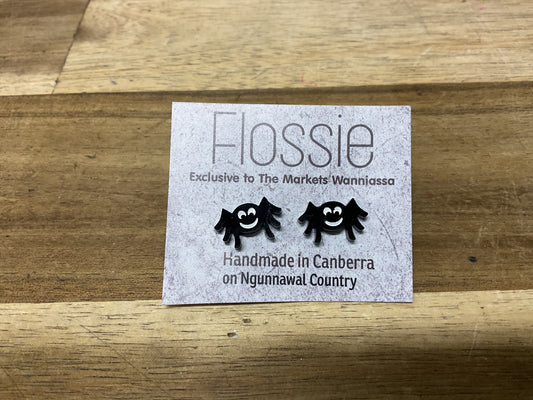 Flossie
Exclusive to The Markets Wanniassa
Handmade in Canberra
on Ngunnawal Country